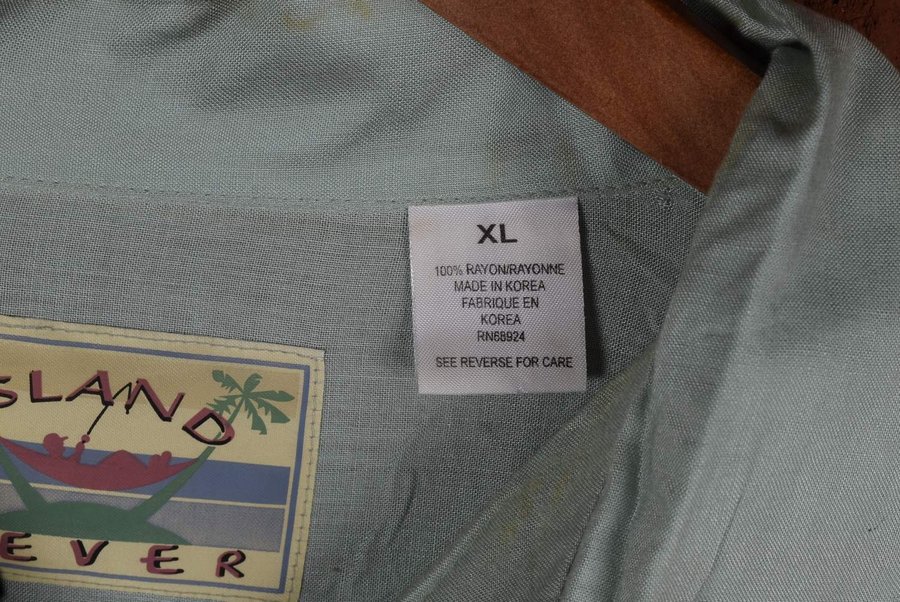 XL
100% RAYON/RAYONNE
MADE IN KOREA
FABRIQUE EN
KOREA
RN68924
SEE REVERSE FOR CARE
SLAND
EVER